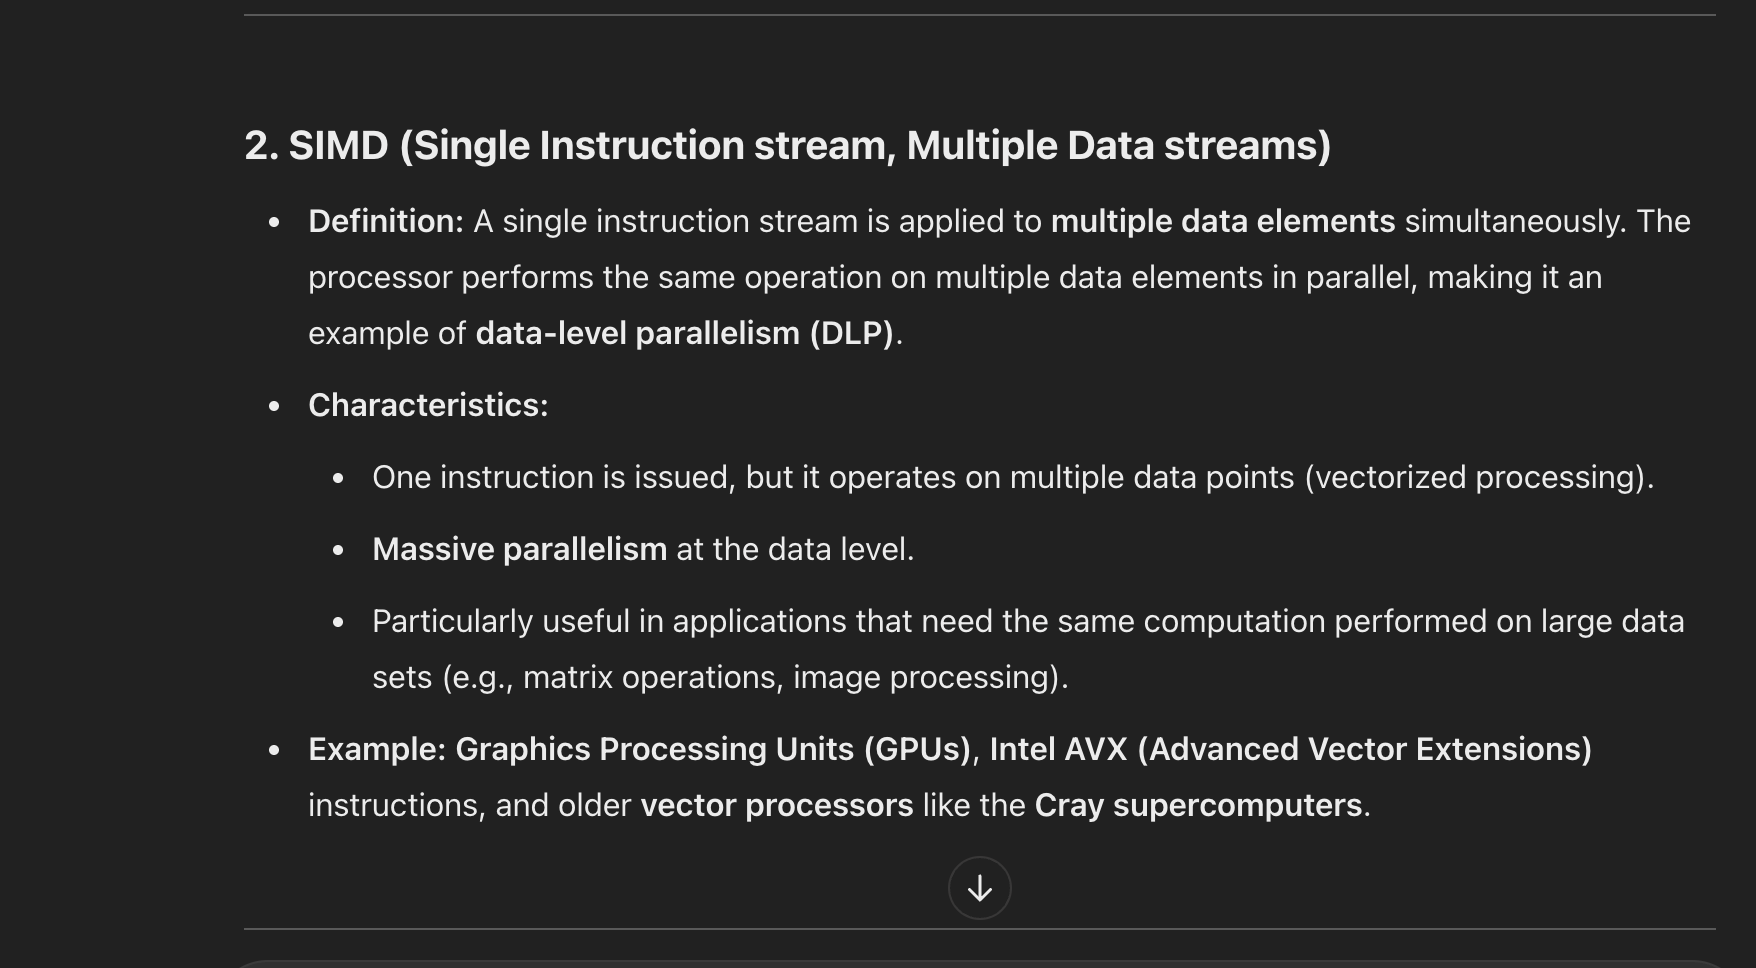 2. SIMD (Single Instruction stream, Multiple Data streams)
• Definition: A single instruction stream is applied to multiple data elements simultaneously. The
processor performs the same operation on multiple data elements in parallel, making it an
example of data-level parallelism (DLP).
• Characteristics:
• One instruction is issued, but it operates on multiple data points (vectorized processing).
• Massive parallelism at the data level.
• Particularly useful in applications that need the same computation performed on large data
sets (e.g., matrix operations, image processing).
• Example: Graphics Processing Units (GPUs), Intel AVX (Advanced Vector Extensions)
instructions, and older vector processors like the Cray supercomputers.